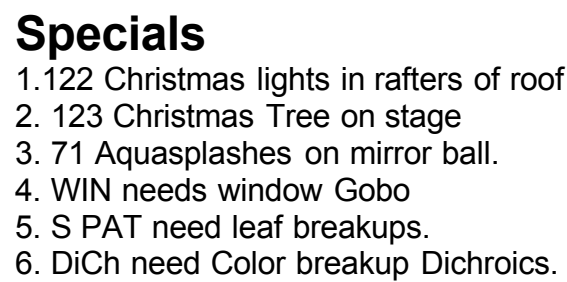 Specials
1.122 Christmas lights in rafters of roof
2. 123 Christmas Tree on stage
3. 71 Aquasplashes on mirror ball.
4. WIN needs window Gobo
5. S PAT need leaf breakups.
6. DiCh need Color breakup Dichroics.